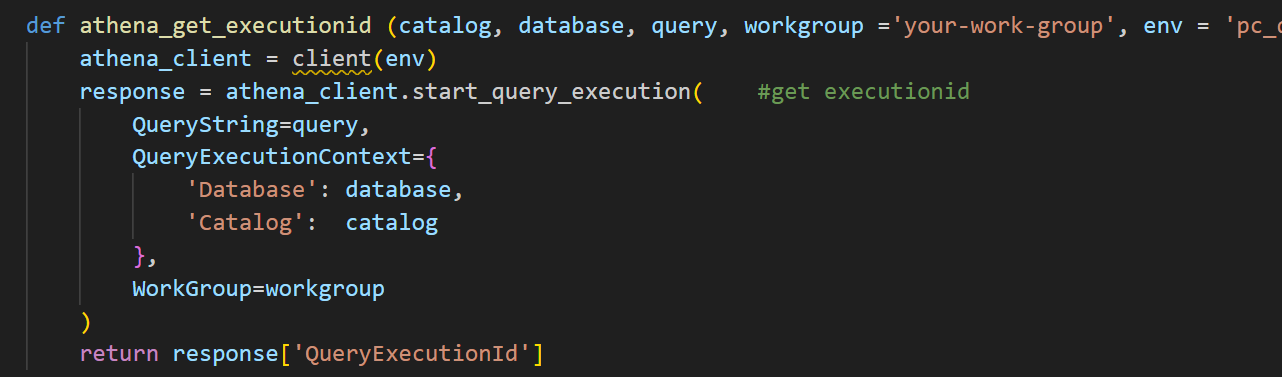 def athena_get_executionid (catalog, database, query, workgroup ='your-work-group', env = 'pc_
    athena_client = client(env)
    response = athena_client.start_query_execution(    #get executionid
        QueryString=query,
        QueryExecutionContext={
            'Database': database,
            'Catalog':  catalog
        },
        WorkGroup=workgroup
    )
    return response['QueryExecutionId']